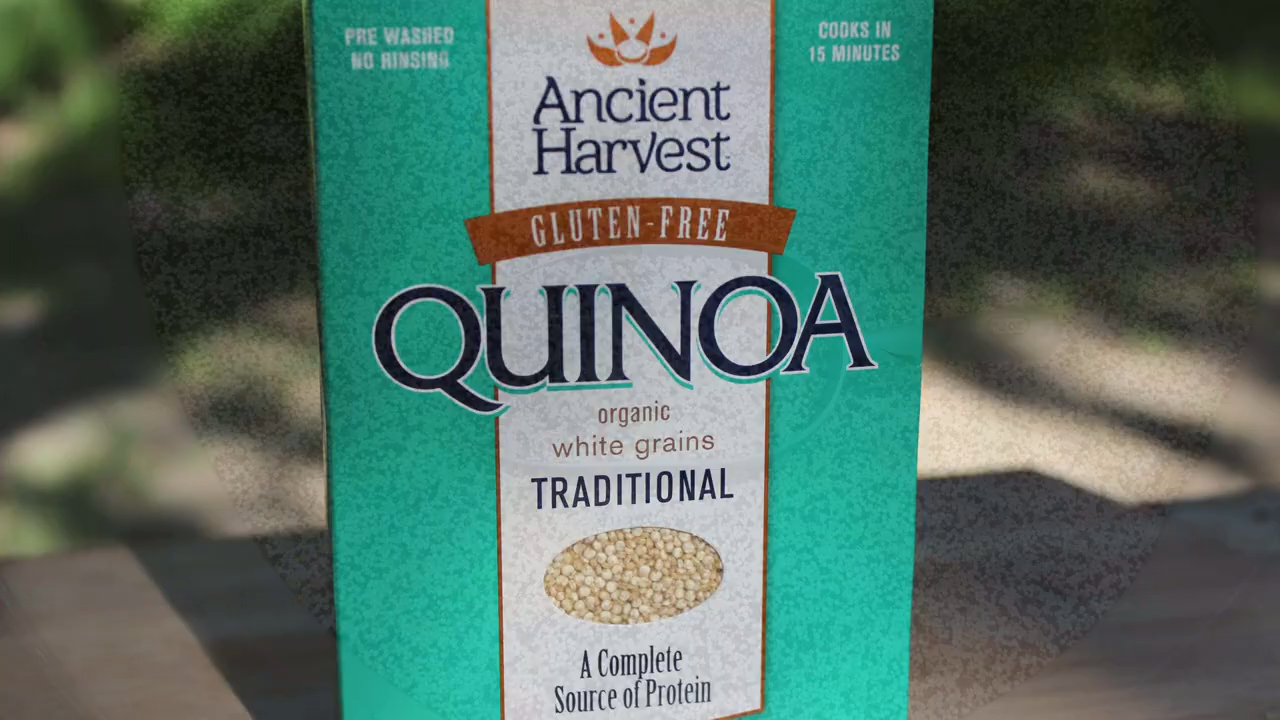 PRE WASHED
NO RINSING
COOKS IN
15 MINUTES
Ancient
Harvest
GLUTEN-FREE
QUINOA
organic
white grains
TRADITIONAL
A Complete
Source of Protein